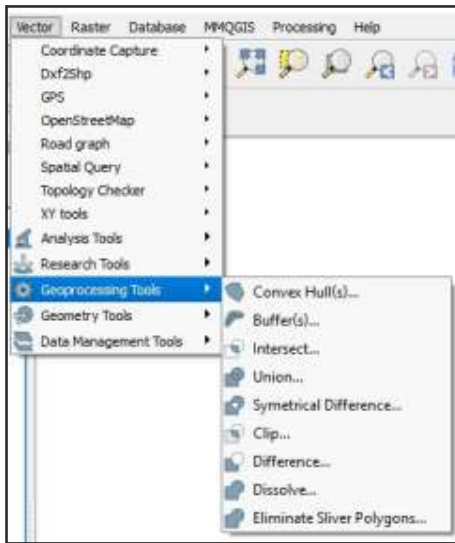 Vector Raster Database MMQGIS Processing Help
Coordinate Capture
Dxf2Shp
GPS
OpenStreetMap
Road graph
Spatial Query
Topology Checker
XY tools
Analysis Tools
Research Tools
Geoprocessing Tools
Geometry Tools
Data Management Tools
Convex Hull(s)...
Buffer(s)...
Intersect...
Union...
Symetrical Difference...
Clip...
Difference...
Dissolve...
Eliminate Sliver Polygons...